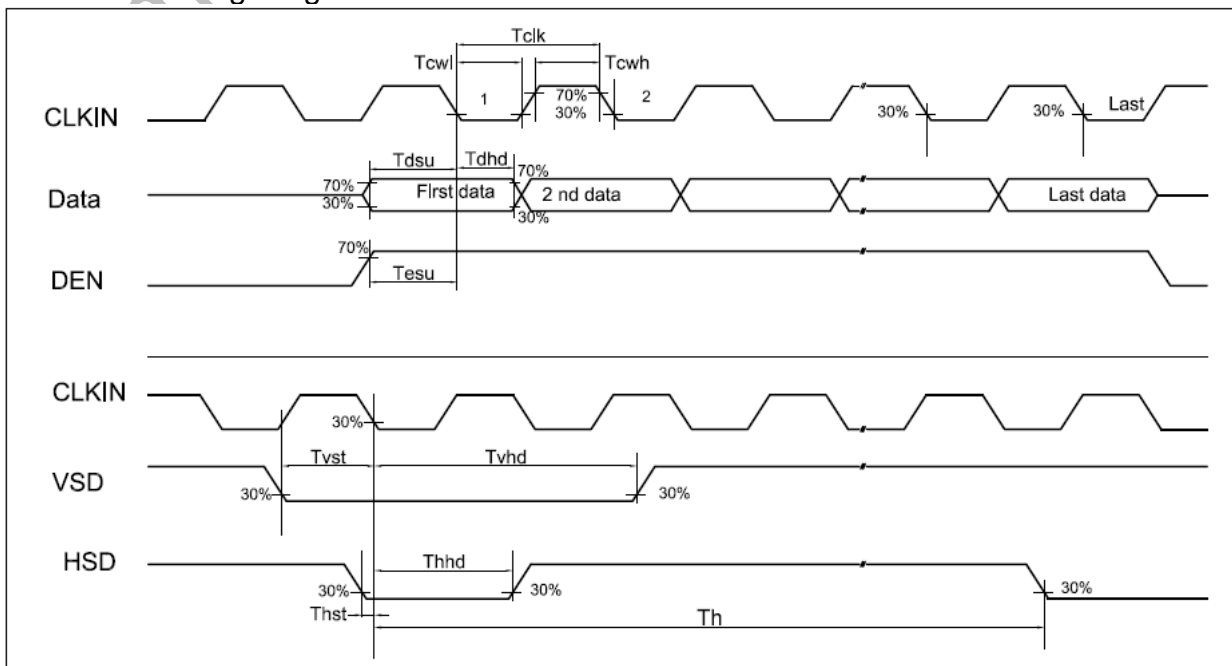 Tclk
Tcwl
Tcwh
CLKIN
1
70%
30%
2
30%
30%
Last
Tdsu
Tdhd
Data
70%
30%
FIrst data
70%
30%
2 nd data
Last data
DEN
70%
Tesu
CLKIN
30%
VSD
Tvst
Tvhd
30%
30%
HSD
Thhd
30%
30%
30%
Thst
Th